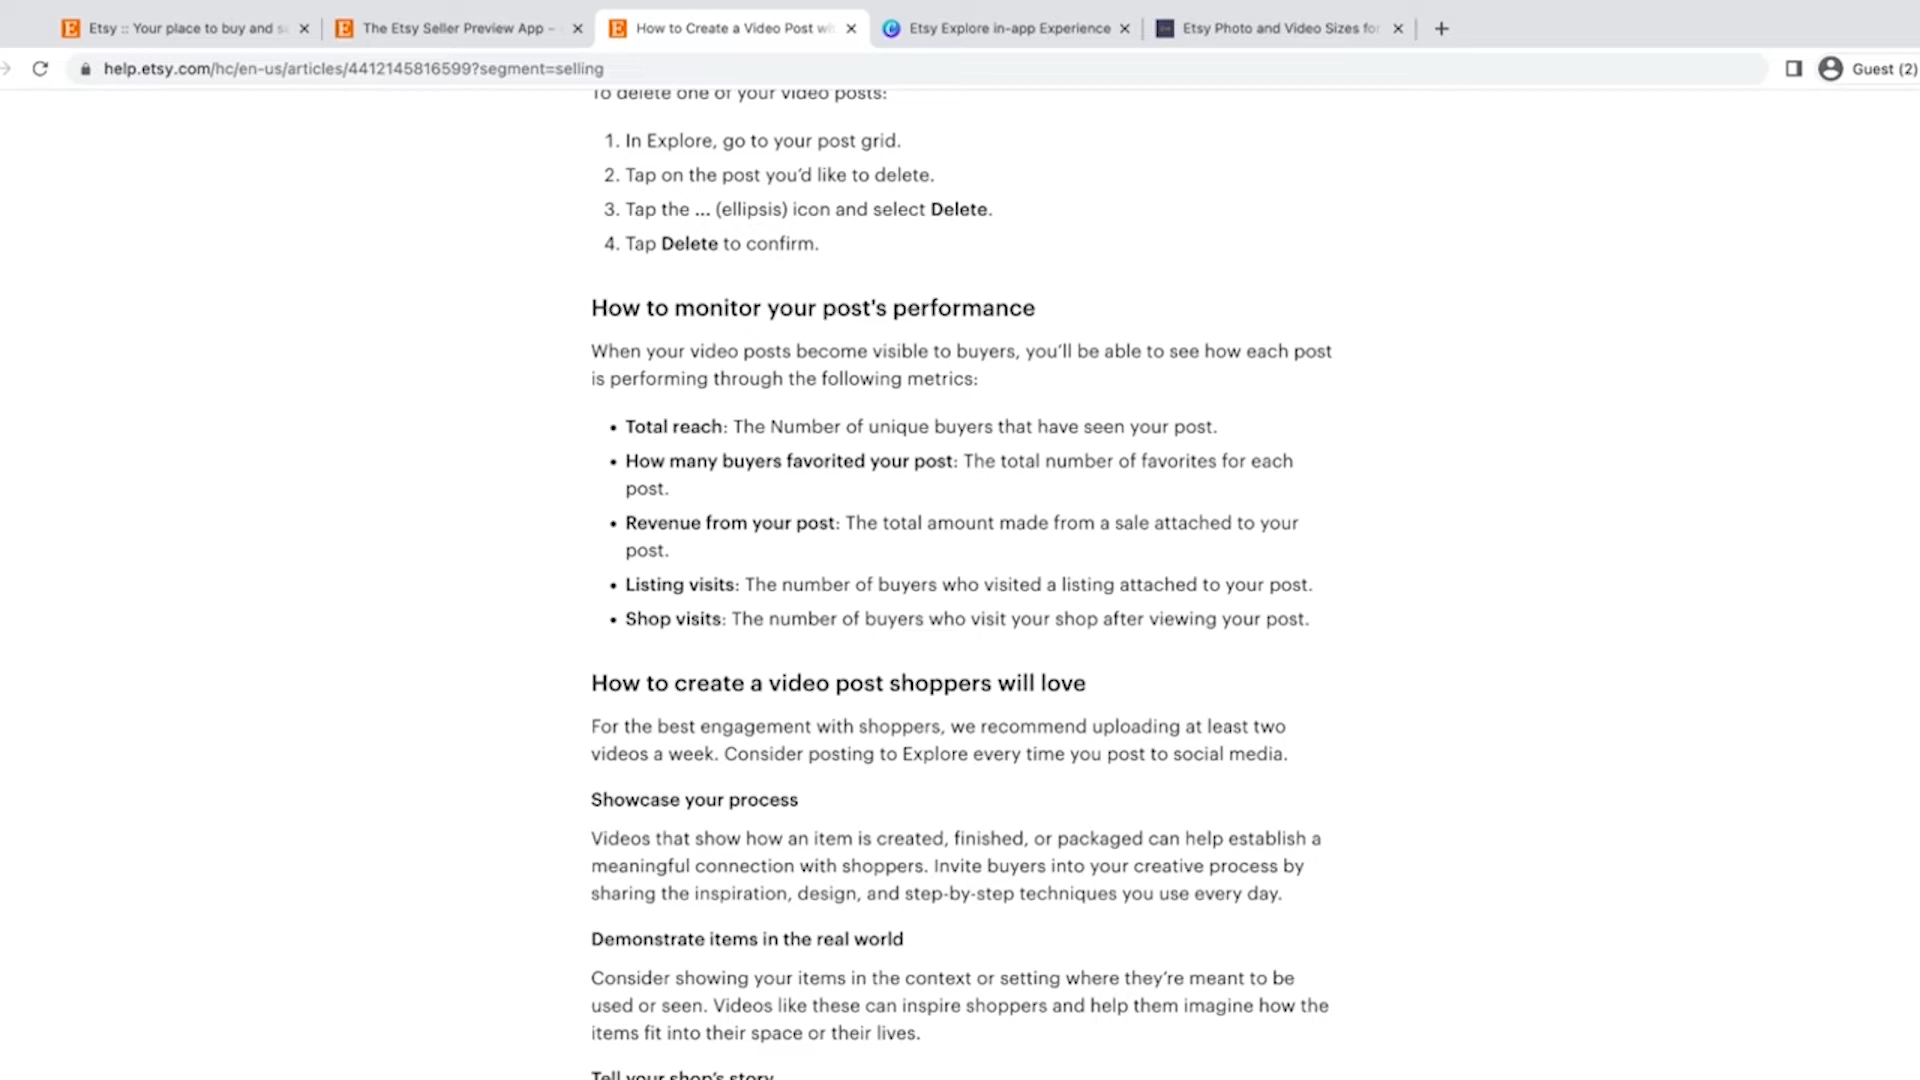 Etsy :: Your place to buy and s
The Etsy Seller Preview App –
How to Create a Video Post wi
Etsy Explore in-app Experience
Etsy Photo and Video Sizes for
help.etsy.com/hc/en-us/articles/4412145816599?segment=selling
Guest (2)
To delete one of your video posts:
1. In Explore, go to your post grid.
2. Tap on the post you’d like to delete.
3. Tap the ... (ellipsis) icon and select Delete.
4. Tap Delete to confirm.
How to monitor your post's performance
When your video posts become visible to buyers, you’ll be able to see how each post
is performing through the following metrics:
• Total reach: The Number of unique buyers that have seen your post.
• How many buyers favorited your post: The total number of favorites for each
post.
• Revenue from your post: The total amount made from a sale attached to your
post.
• Listing visits: The number of buyers who visited a listing attached to your post.
• Shop visits: The number of buyers who visit your shop after viewing your post.
How to create a video post shoppers will love
For the best engagement with shoppers, we recommend uploading at least two
videos a week. Consider posting to Explore every time you post to social media.
Showcase your process
Videos that show how an item is created, finished, or packaged can help establish a
meaningful connection with shoppers. Invite buyers into your creative process by
sharing the inspiration, design, and step-by-step techniques you use every day.
Demonstrate items in the real world
Consider showing your items in the context or setting where they’re meant to be
used or seen. Videos like these can inspire shoppers and help them imagine how the
items fit into their space or their lives.
Tell your shop’s story